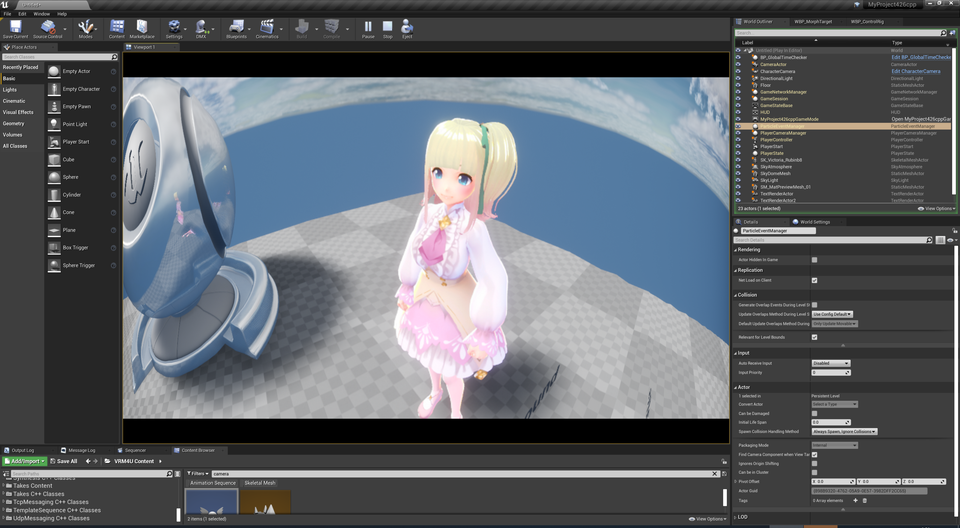 File Edit Window Help
MyProject426cpp
Save Current
Source Control
Modes
Content
Marketplace
Settings
DMX
Blueprints
Cinematics
Pause
Stop
Eject
Place Actors
Search Classes
Recently Placed
Basic
Lights
Cinematic
Visual Effects
Geometry
Volumes
All Classes
Empty Actor
Empty Character
Empty Pawn
Point Light
Player Start
Cube
Sphere
Cylinder
Cone
Plane
Box Trigger
Sphere Trigger
Viewport 1
World Outliner
WBP_MorphTarget
WBP_ControlRig
Search...
Label
Type
Untitled (Play In Editor) World
BP_GlobalTimeChecker Edit BP_GlobalTimeChecke
CameraActor CameraActor
CharacterCamera Edit CharacterCamera
DirectionalLight DirectionalLight
Floor StaticMeshActor
GameNetworkManager GameNetworkManager
GameSession GameSession
GameStateBase GameStateBase
HUD HUD
MyProject426cppGameMode Open MyProject426cppGa
ParticleEventManager
PlayerCameraManager PlayerCameraManager
PlayerController PlayerController
PlayerStart PlayerStart
PlayerState PlayerState
SK_Victoria_Rubin68 SkeletalMeshActor
SkyAtmosphere SkyAtmosphere
SkyDomeMesh StaticMeshActor
SkyLight SkyLight
SM_MatPreviewMesh_01 StaticMeshActor
TextRenderActor TextRenderActor
TextRenderActor2 TextRenderActor
23 actors (1 selected)
View Options
Details
World Settings
ParticleEventManager
Search Details
Rendering
Actor Hidden In Game
Replication
Net Load on Client
Collision
Generate Overlap Events During Level S
Update Overlaps Method During Level S Use Config Default
Default Update Overlaps Method During Only Update Movable
Relevant for Level Bounds
Input
Auto Receive Input Disabled
Input Priority 0
Actor
1 selected in Persistent Level
Convert Actor Select a Type
Can be Damaged
Initial Life Span 0.0
Spawn Collision Handling Method Always Spawn, Ignore Collisions
Packaging Mode Internal
Find Camera Component when View Tar
Ignores Origin Shifting
Can be in Cluster
Pivot Offset X 0.0 Y 0.0 Z 0.0
Actor Guid
Tags 0 Array elements
LOD
Output Log
Message Log
Sequencer
Content Browser
Add/Import
Save All
VRM4U Content
Search Paths
Takes Content
Takes C++ Classes
TcpMessaging C++ Classes
TemplateSequence C++ Classes
UdpMessaging C++ Classes
Filters
camera
Animation Sequence
Skeletal Mesh
2 items (1 selected)
View Options